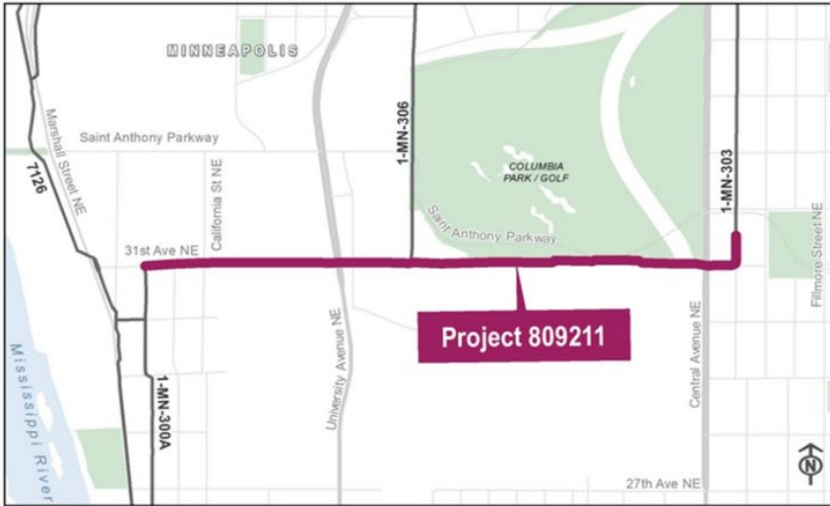 MINNEAPOLIS
Marshall Street NE
Saint Anthony Parkway
7126
California St NE
1-MN-306
COLUMBIA
PARK / GOLF
1-MN-303
Saint Anthony Parkway
Fillmore Street NE
31st Ave NE
Project 809211
Mississippi River
1-MN-300A
University Avenue NE
Central Avenue NE
27th Ave NE
N